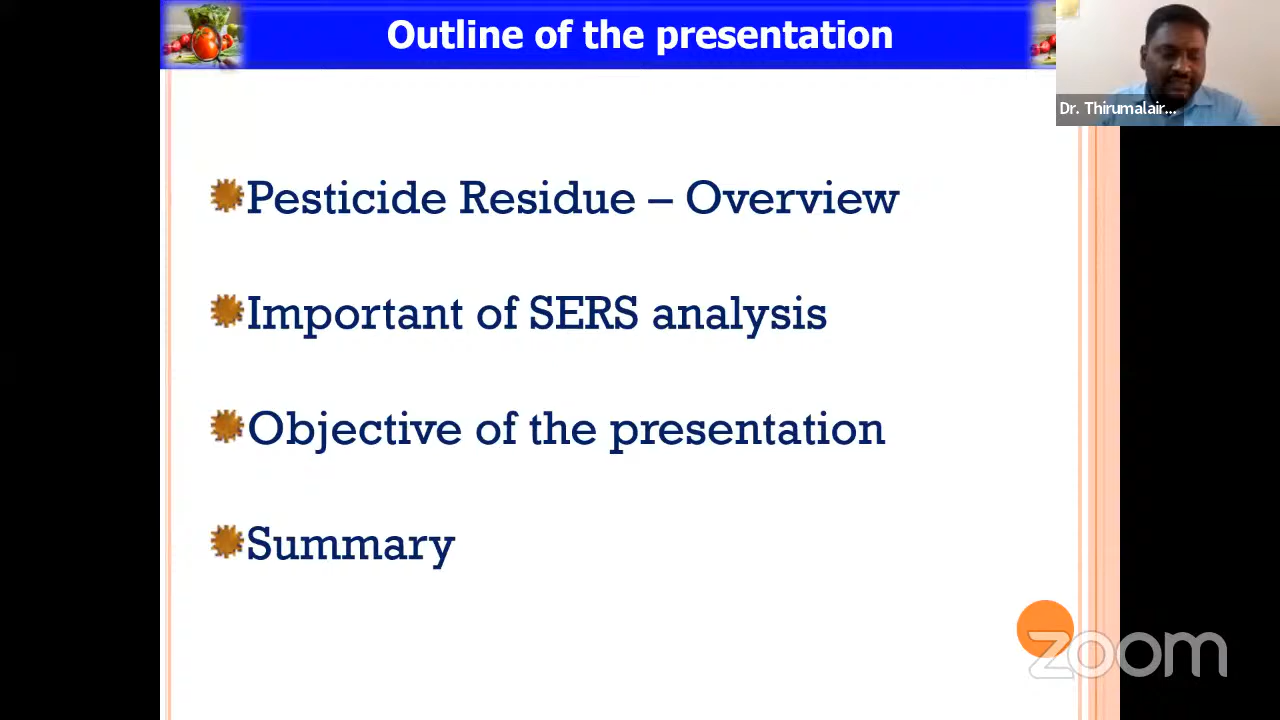 Outline of the presentation
Dr. Thirumalair...
Pesticide Residue – Overview
Important of SERS analysis
Objective of the presentation
Summary
zoom